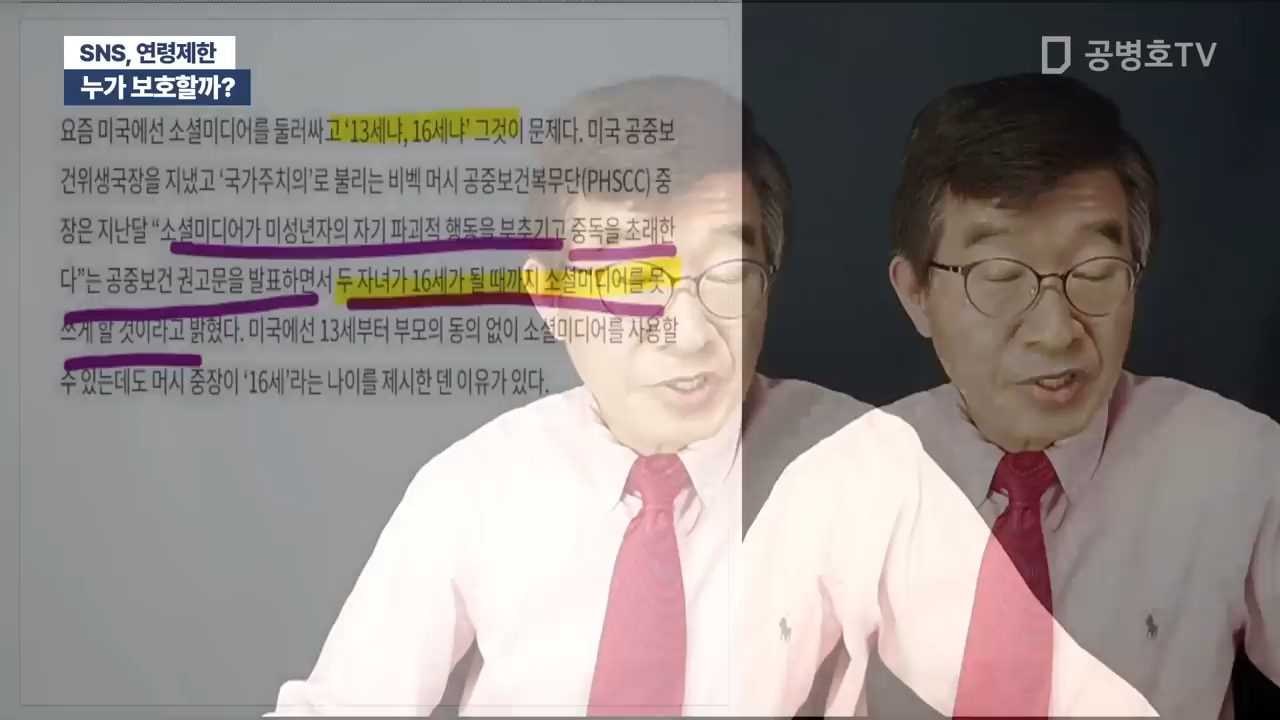 SNS, 연령제한
누가 보호할까?
공병호TV
요즘 미국에선 소셜미디어를 둘러싸고 ‘13세냐, 16세냐’ 그것이 문제다. 미국 공중보
건위생국장을 지냈고 ‘국가주치의’로 불리는 비벡 머시 공중보건복무단(PHSCC) 중
장은 지난달 “소셜미디어가 미성년자의 자기 파괴적 행동을 부추기고 중독을 초래한
다”는 공중보건 권고문을 발표하면서 두 자녀가 16세가 될 때까지 소셜미디어를 못
쓰게 할 것이라고 밝혔다. 미국에선 13세부터 부모의 동의 없이 소셜미디어를 사용할
수 있는데도 머시 중장이 ‘16세’라는 나이를 제시한 덴 이유가 있다.